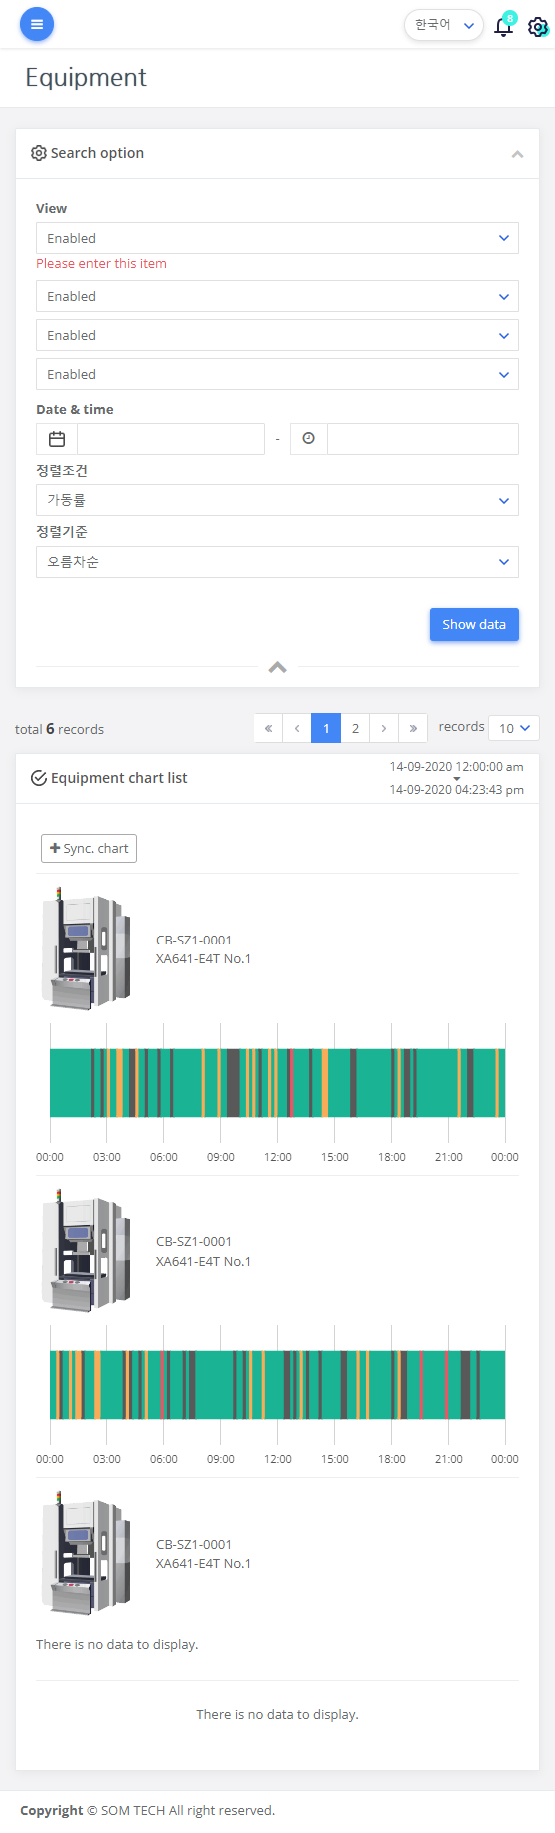 한국어
8
Equipment
Search option
View
Enabled
Please enter this item
Enabled
Enabled
Enabled
Date & time
-
정렬조건
가동률
정렬기준
오름차순
Show data
total 6 records
« ‹ 1 2 › »
records 10
Equipment chart list
14-09-2020 12:00:00 am
14-09-2020 04:23:43 pm
+ Sync. chart
CB-SZ1-0001
XA641-E4T No.1
00:00 03:00 06:00 09:00 12:00 15:00 18:00 21:00 00:00
CB-SZ1-0001
XA641-E4T No.1
00:00 03:00 06:00 09:00 12:00 15:00 18:00 21:00 00:00
CB-SZ1-0001
XA641-E4T No.1
There is no data to display.
There is no data to display.
Copyright © SOM TECH All right reserved.